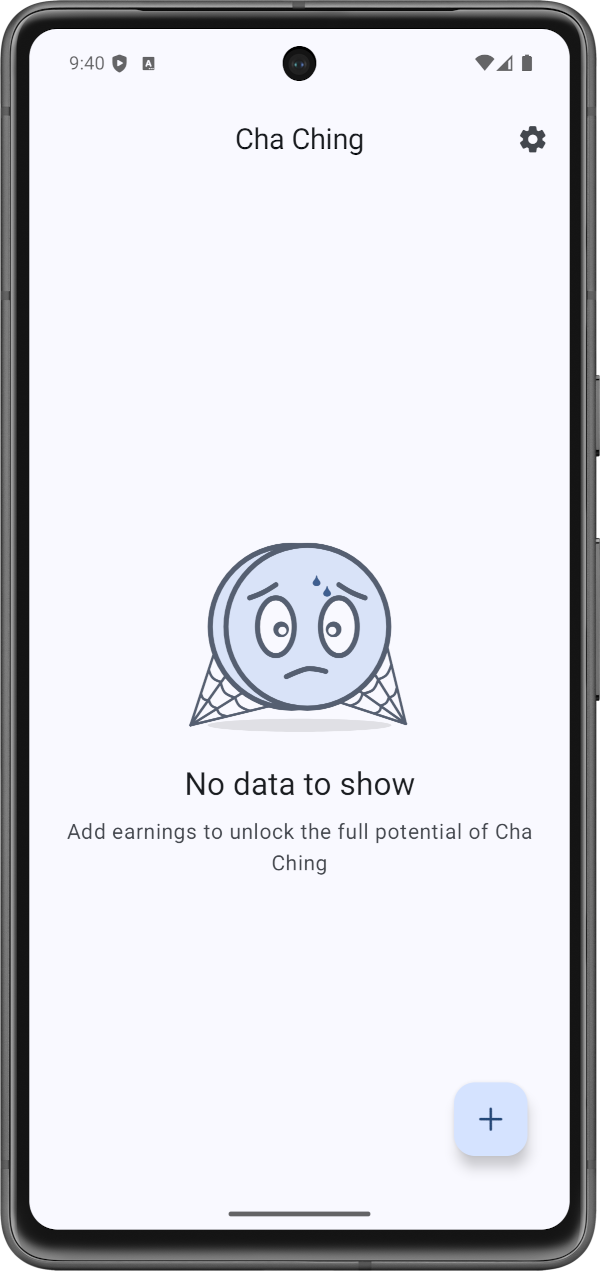 9:40
Cha Ching
No data to show
Add earnings to unlock the full potential of Cha
Ching